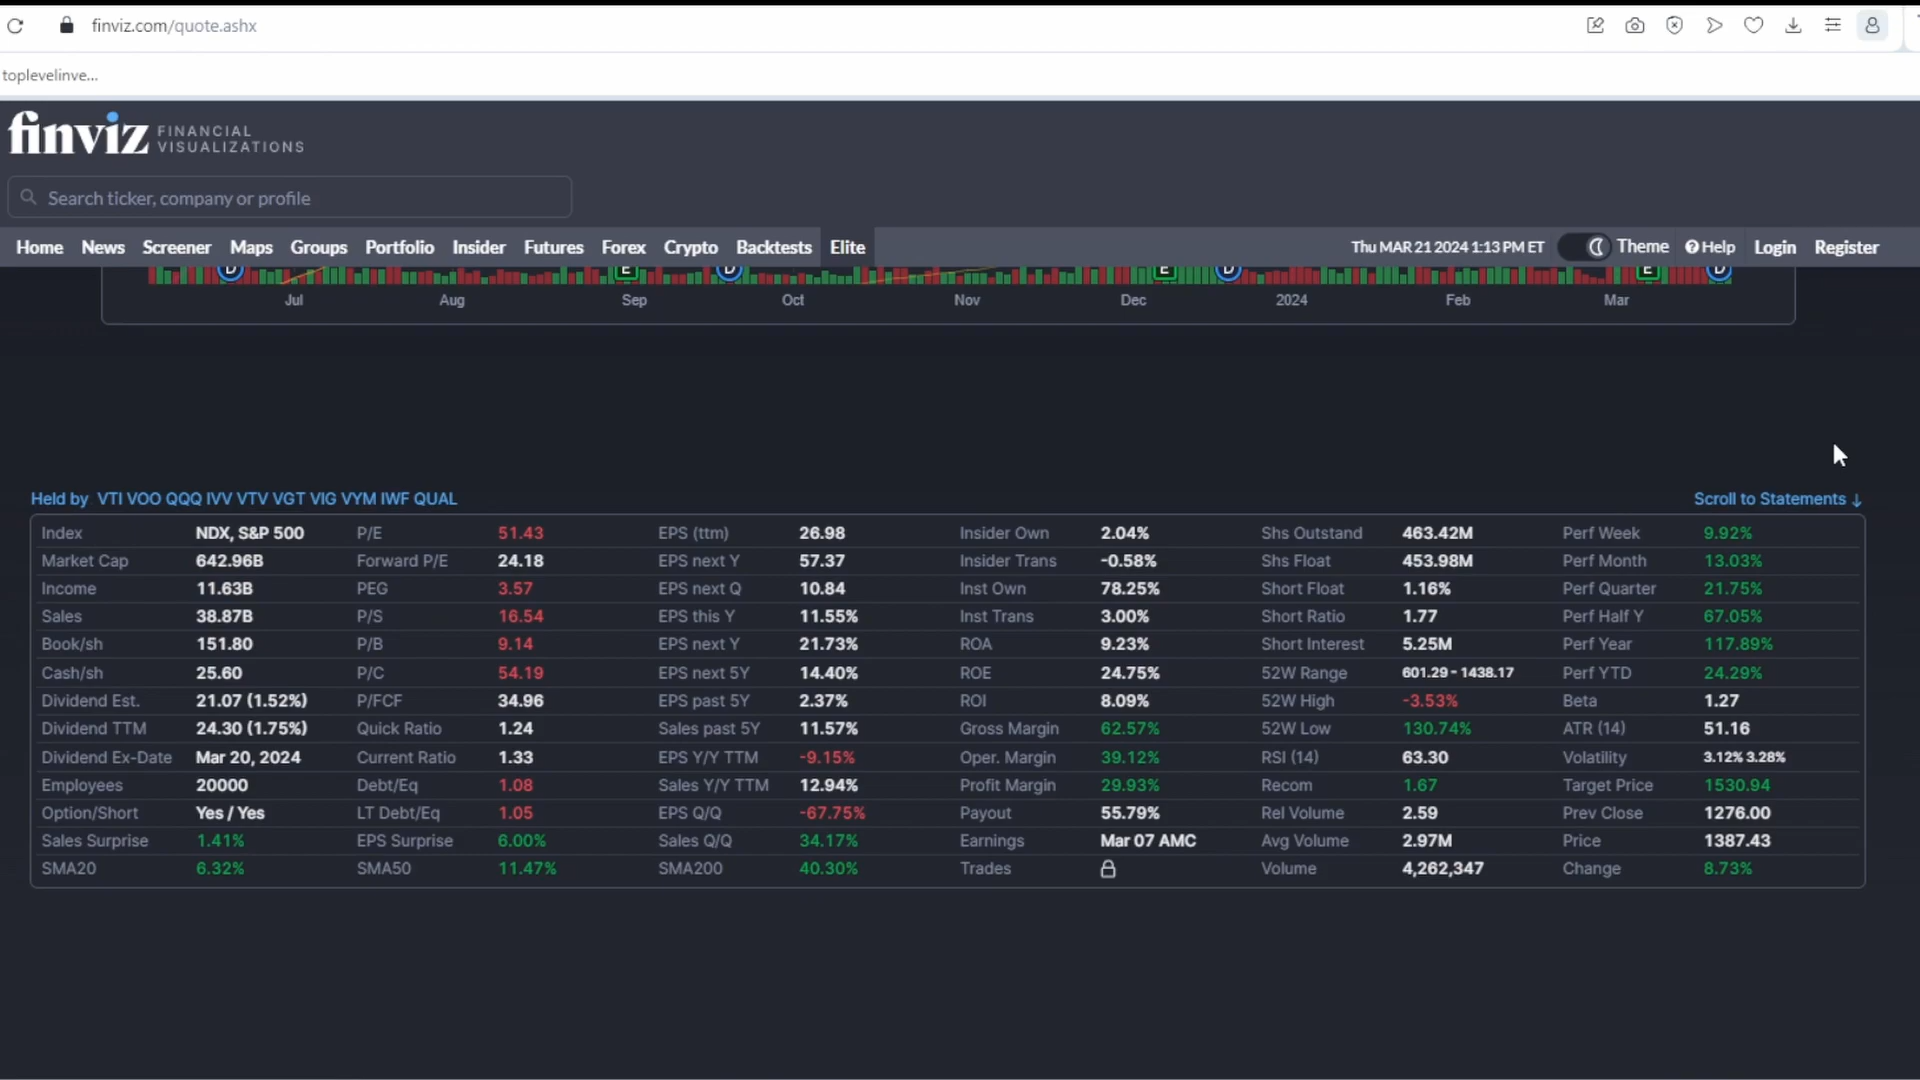 finviz.com/quote.ashx
toplevelinve...
finviz FINANCIAL VISUALIZATIONS
Search ticker, company or profile
Home News Screener Maps Groups Portfolio Insider Futures Forex Crypto Backtests Elite Thu MAR 21 2024 1:13 PM ET Theme Help Login Register
D E D E D E D
Jul Aug Sep Oct Nov Dec 2024 Feb Mar
Held by VTI VOO QQQ IVV VTV VGT VIG VYM IWF QUAL Scroll to Statements ↓
Index NDX, S&P 500 P/E 51.43 EPS (ttm) 26.98 Insider Own 2.04% Shs Outstand 463.42M Perf Week 9.92%
Market Cap 642.96B Forward P/E 24.18 EPS next Y 57.37 Insider Trans -0.58% Shs Float 453.98M Perf Month 13.03%
Income 11.63B PEG 3.57 EPS next Q 10.84 Inst Own 78.25% Short Float 1.16% Perf Quarter 21.75%
Sales 38.87B P/S 16.54 EPS this Y 11.55% Inst Trans 3.00% Short Ratio 1.77 Perf Half Y 67.05%
Book/sh 151.80 P/B 9.14 EPS next Y 21.73% ROA 9.23% Short Interest 5.25M Perf Year 117.89%
Cash/sh 25.60 P/C 54.19 EPS next 5Y 14.40% ROE 24.75% 52W Range 601.29 - 1438.17 Perf YTD 24.29%
Dividend Est. 21.07 (1.52%) P/FCF 34.96 EPS past 5Y 2.37% ROI 8.09% 52W High -3.53% Beta 1.27
Dividend TTM 24.30 (1.75%) Quick Ratio 1.24 Sales past 5Y 11.57% Gross Margin 62.57% 52W Low 130.74% ATR (14) 51.16
Dividend Ex-Date Mar 20, 2024 Current Ratio 1.33 EPS Y/Y TTM -9.15% Oper. Margin 39.12% RSI (14) 63.30 Volatility 3.12% 3.28%
Employees 20000 Debt/Eq 1.08 Sales Y/Y TTM 12.94% Profit Margin 29.93% Recom 1.67 Target Price 1530.94
Option/Short Yes / Yes LT Debt/Eq 1.05 EPS Q/Q -67.75% Payout 55.79% Rel Volume 2.59 Prev Close 1276.00
Sales Surprise 1.41% EPS Surprise 6.00% Sales Q/Q 34.17% Earnings Mar 07 AMC Avg Volume 2.97M Price 1387.43
SMA20 6.32% SMA50 11.47% SMA200 40.30% Trades Volume 4,262,347 Change 8.73%